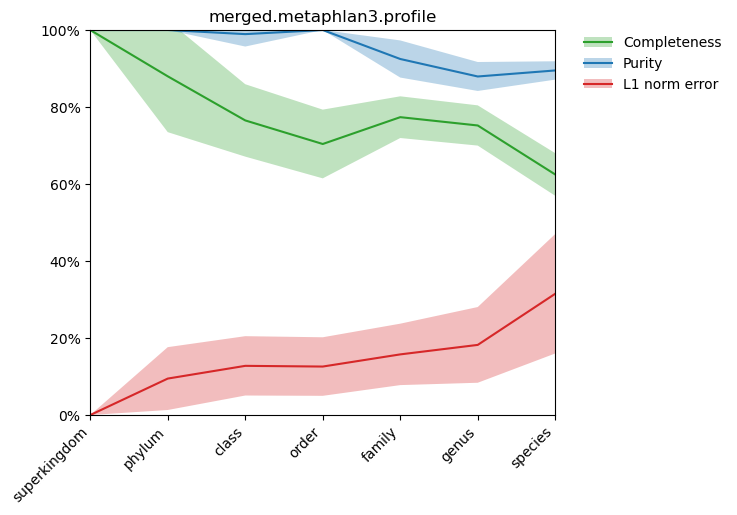 merged.metaphlan3.profile
100%
80%
60%
40%
20%
0%
superkingdom
phylum
class
order
family
genus
species
Completeness
Purity
L1 norm error